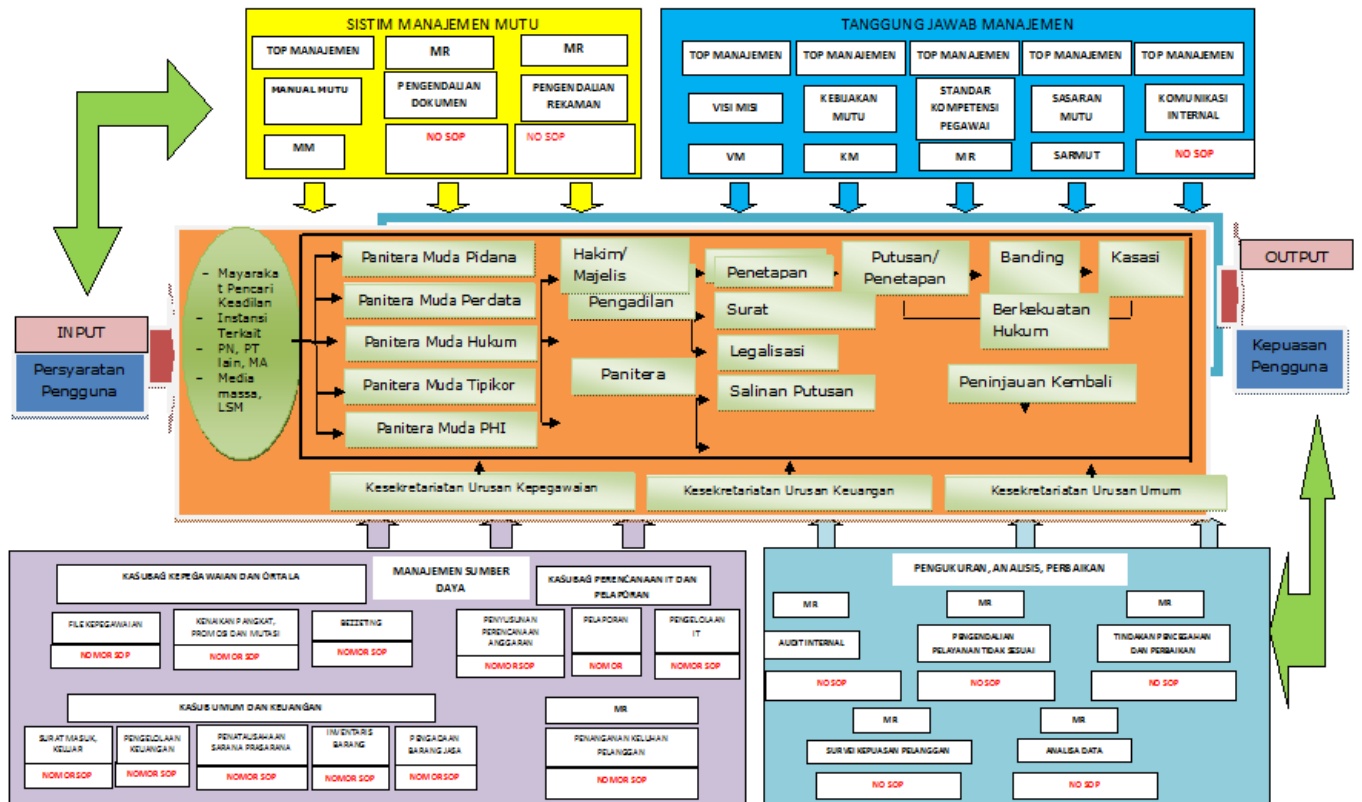 SISTIM MANAJEMEN MUTU
TOP MANAJEMEN
MR
MR
MANUAL MUTU
PENGENDALIAN
DOKUMEN
PENGENDALIAN
REKAMAN
MM
NO SOP
NO SOP
TANGGUNG JAWAB MANAJEMEN
TOP MANAJEMEN
TOP MANAJEMEN
TOP MANAJEMEN
TOP MANAJEMEN
TOP MANAJEMEN
VISI MISI
KEBIJAKAN
MUTU
STANDAR
KOMPETENSI
PEGAWAI
SASARAN
MUTU
KOMUNIKASI
INTERNAL
VM
KM
MR
SARMUT
NO SOP
INPUT
Persyaratan
Pengguna
– Mayaraka
t Pencari
Keadilan
– Instansi
Terkait
– PN, PT
lain, MA
– Media
massa,
LSM
Panitera Muda Pidana
Panitera Muda Perdata
Panitera Muda Hukum
Panitera Muda Tipikor
Panitera Muda PHI
Hakim/
Majelis
Pengadilan
Panitera
Penetapan
Surat
Legalisasi
Salinan Putusan
Putusan/
Penetapan
Banding
Kasasi
Berkekuatan
Hukum
Peninjauan Kembali
OUTPUT
Kepuasan
Pengguna
Kesekretariatan Urusan Kepegawaian
Kesekretariatan Urusan Keuangan
Kesekretariatan Urusan Umum
MANAJEMEN SUMBER
DAYA
KASUBAG KEPEGAWAIAN DAN ORTALA
FILE KEPEGAWAIAN
NOMOR SOP
KENAIKAN PANGKAT,
PROMOSI DAN MUTASI
NOMOR SOP
BEZZETING
NOMOR SOP
KASUBAG PERENCANAAN IT DAN
PELAPORAN
PENYUSUNAN
PERENCANAAN
ANGGARAN
NOMOR SOP
PELAPORAN
NOMOR
PENGELOLAAN
IT
NOMOR SOP
KASUB UMUM DAN KEUANGAN
SURAT MASUK,
KELUAR
NOMOR SOP
PENGELOLAAN
KEUANGAN
NOMOR SOP
PENATAUSAHAAN
SARANA PRASARANA
NOMOR SOP
INVENTARIS
BARANG
NOMOR SOP
PENGADAAN
BARANG JASA
NOMOR SOP
MR
PENANGANAN KELUHAN
PELANGGAN
NOMOR SOP
PENGUKURAN, ANALISIS, PERBAIKAN
MR
AUDIT INTERNAL
NO SOP
MR
PENGENDALIAN
PELAYANAN TIDAK SESUAI
NO SOP
MR
TINDAKAN PENCEGAHAN
DAN PERBAIKAN
NO SOP
MR
SURVEI KEPUASAN PELANGGAN
NO SOP
MR
ANALISA DATA
NO SOP